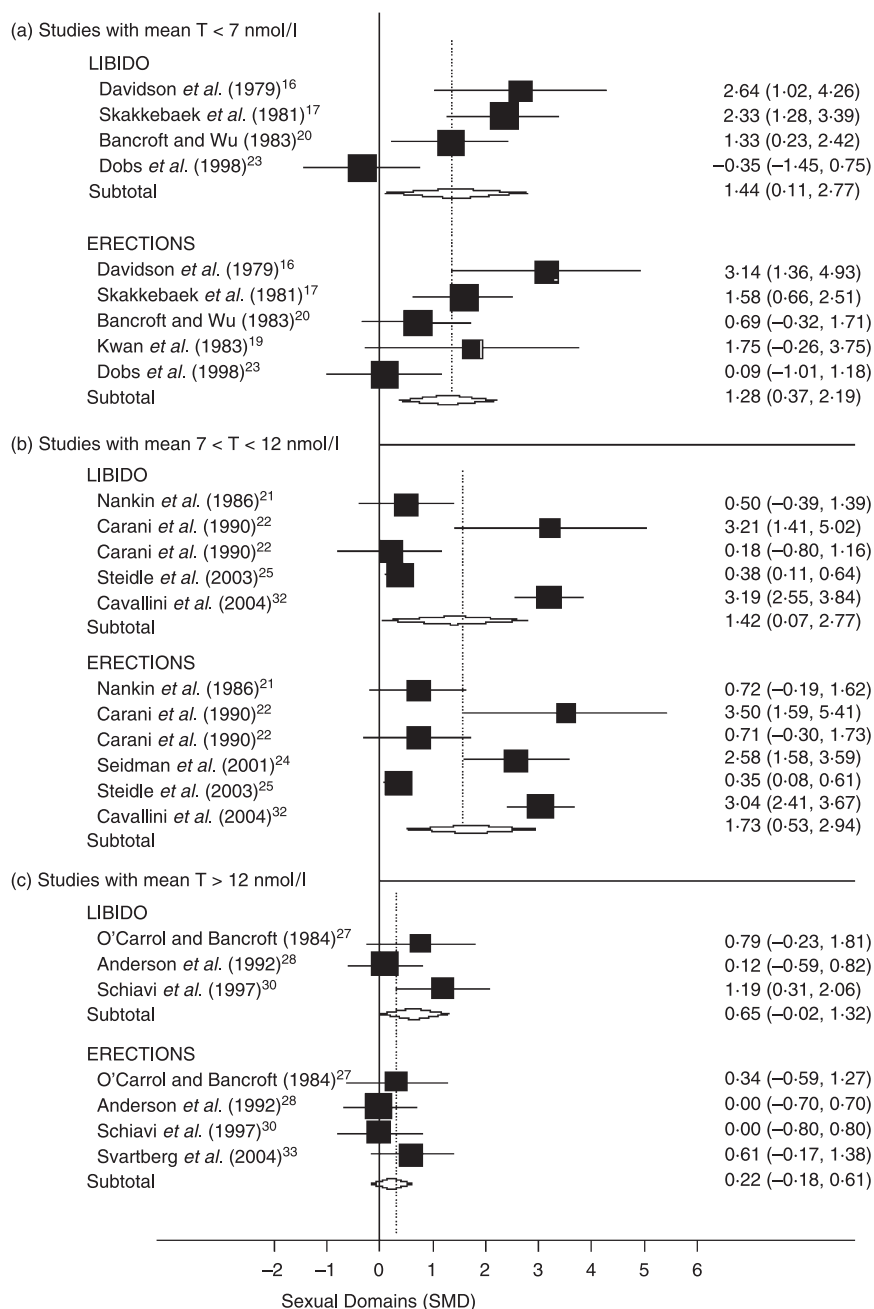 (a) Studies with mean T < 7 nmol/l
LIBIDO
Davidson et al. (1979)16 2·64 (1·02, 4·26)
Skakkebaek et al. (1981)17 2·33 (1·28, 3·39)
Bancroft and Wu (1983)20 1·33 (0·23, 2·42)
Dobs et al. (1998)23 −0·35 (−1·45, 0·75)
Subtotal 1·44 (0·11, 2·77)
ERECTIONS
Davidson et al. (1979)16 3·14 (1·36, 4·93)
Skakkebaek et al. (1981)17 1·58 (0·66, 2·51)
Bancroft and Wu (1983)20 0·69 (−0·32, 1·71)
Kwan et al. (1983)19 1·75 (−0·26, 3·75)
Dobs et al. (1998)23 0·09 (−1·01, 1·18)
Subtotal 1·28 (0·37, 2·19)
(b) Studies with mean 7 < T < 12 nmol/l
LIBIDO
Nankin et al. (1986)21 0·50 (−0·39, 1·39)
Carani et al. (1990)22 3·21 (1·41, 5·02)
Carani et al. (1990)22 0·18 (−0·80, 1·16)
Steidle et al. (2003)25 0·38 (0·11, 0·64)
Cavallini et al. (2004)32 3·19 (2·55, 3·84)
Subtotal 1·42 (0·07, 2·77)
ERECTIONS
Nankin et al. (1986)21 0·72 (−0·19, 1·62)
Carani et al. (1990)22 3·50 (1·59, 5·41)
Carani et al. (1990)22 0·71 (−0·30, 1·73)
Seidman et al. (2001)24 2·58 (1·58, 3·59)
Steidle et al. (2003)25 0·35 (0·08, 0·61)
Cavallini et al. (2004)32 3·04 (2·41, 3·67)
Subtotal 1·73 (0·53, 2·94)
(c) Studies with mean T > 12 nmol/l
LIBIDO
O'Carrol and Bancroft (1984)27 0·79 (−0·23, 1·81)
Anderson et al. (1992)28 0·12 (−0·59, 0·82)
Schiavi et al. (1997)30 1·19 (0·31, 2·06)
Subtotal 0·65 (−0·02, 1·32)
ERECTIONS
O'Carrol and Bancroft (1984)27 0·34 (−0·59, 1·27)
Anderson et al. (1992)28 0·00 (−0·70, 0·70)
Schiavi et al. (1997)30 0·00 (−0·80, 0·80)
Svartberg et al. (2004)33 0·61 (−0·17, 1·38)
Subtotal 0·22 (−0·18, 0·61)
−2 −1 0 1 2 3 4 5 6
Sexual Domains (SMD)